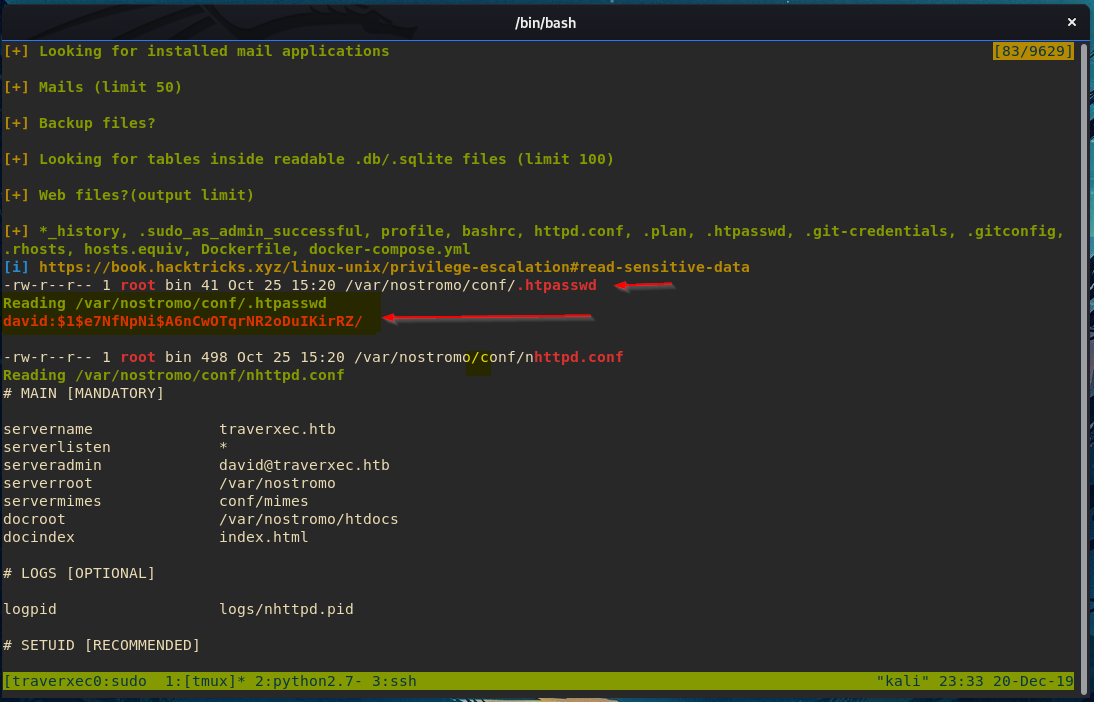 /bin/bash
×
[+] Looking for installed mail applications [83/9629]
[+] Mails (limit 50)
[+] Backup files?
[+] Looking for tables inside readable .db/.sqlite files (limit 100)
[+] Web files?(output limit)
[+] *_history, .sudo_as_admin_successful, profile, bashrc, httpd.conf, .plan, .htpasswd, .git-credentials, .gitconfig,
.rhosts, hosts.equiv, Dockerfile, docker-compose.yml
[i] https://book.hacktricks.xyz/linux-unix/privilege-escalation#read-sensitive-data
-rw-r--r-- 1 root bin 41 Oct 25 15:20 /var/nostromo/conf/.htpasswd
Reading /var/nostromo/conf/.htpasswd
david:$1$e7NfNpNi$A6nCwOTqrNR2oDuIKirRZ/
-rw-r--r-- 1 root bin 498 Oct 25 15:20 /var/nostromo/conf/nhttpd.conf
Reading /var/nostromo/conf/nhttpd.conf
# MAIN [MANDATORY]
servername traverxec.htb
serverlisten *
serveradmin david@traverxec.htb
serverroot /var/nostromo
servermimes conf/mimes
docroot /var/nostromo/htdocs
docindex index.html
# LOGS [OPTIONAL]
logpid logs/nhttpd.pid
# SETUID [RECOMMENDED]
[traverxec0:sudo 1:[tmux]* 2:python2.7- 3:ssh "kali" 23:33 20-Dec-19